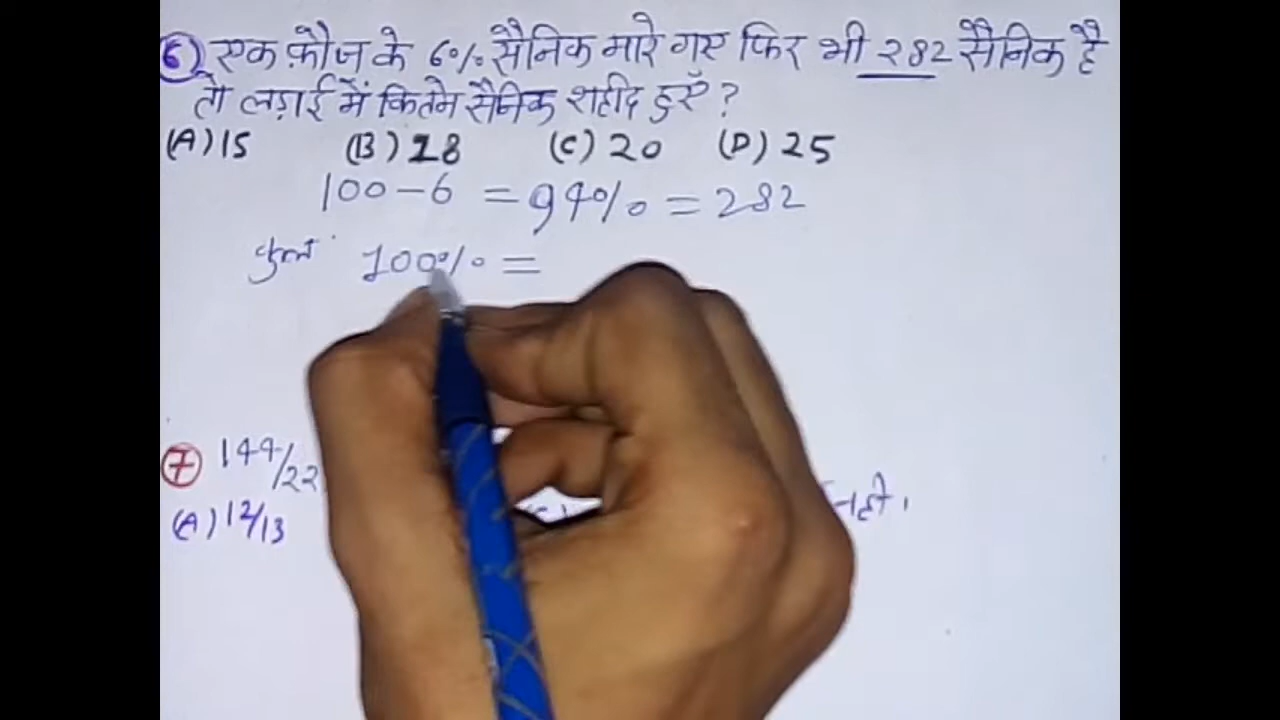 6) एक फ़ौज के 6% सैनिक मारे गए फिर भी 282 सैनिक है
तो लड़ाई में कितने सैनिक शहीद हुएँ ?
(A) 15 (B) 18 (C) 20 (D) 25
100 - 6 = 94% = 282
कुल 100% =
7 144/22
(A) 12/13